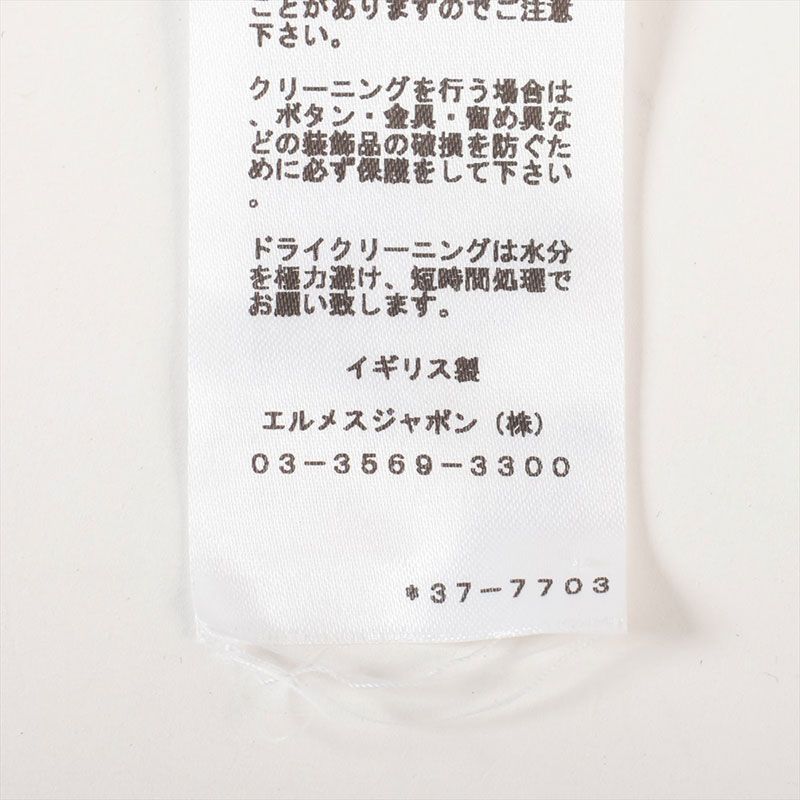 ことがありますのでご注意
下さい。
クリーニングを行う場合は
、ボタン・金具・留め具な
どの装飾品の破損を防ぐた
めに必ず保護をして下さい
。
ドライクリーニングは水分
を極力避け、短時間処理で
お願い致します。
イギリス製
エルメスジャポン（株）
03-3569-3300
*37-7703